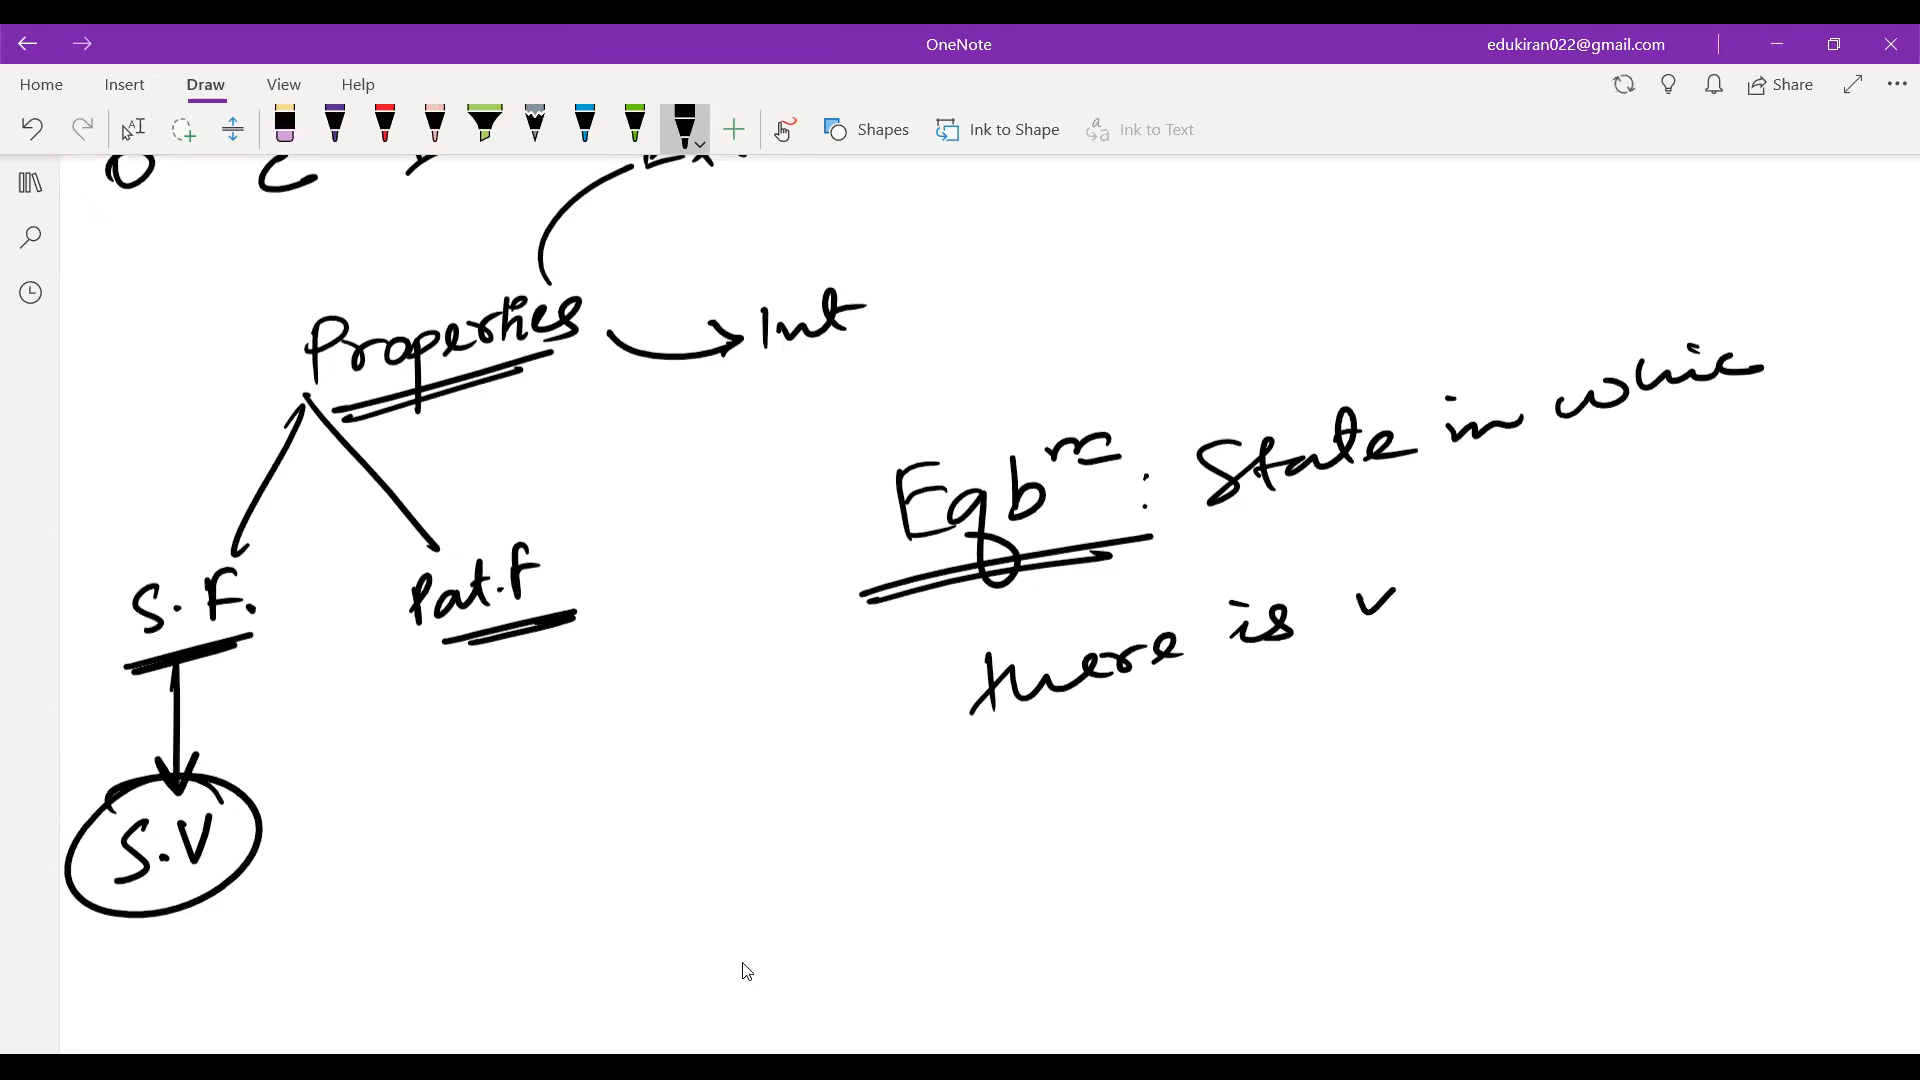 OneNote
edukiran022@gmail.com
Home Insert Draw View Help
Share
Shapes Ink to Shape Ink to Text
O C
Properties Int
Eqbm : State in whic
S.F. Pat.F
there is
S.V